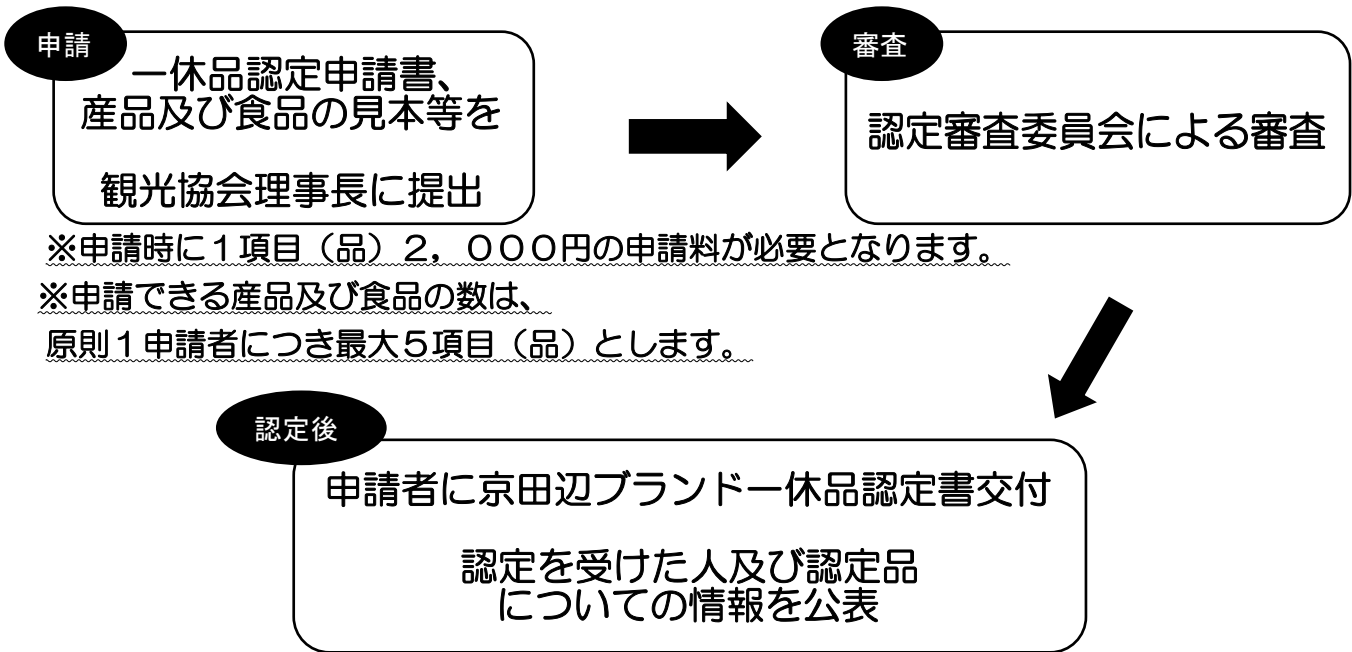 申請
一休品認定申請書、
産品及び食品の見本等を
観光協会理事長に提出
審査
認定審査委員会による審査
※申請時に１項目（品）２，０００円の申請料が必要となります。
※申請できる産品及び食品の数は、
原則１申請者につき最大５項目（品）とします。
認定後
申請者に京田辺ブランド一休品認定書交付
認定を受けた人及び認定品
についての情報を公表